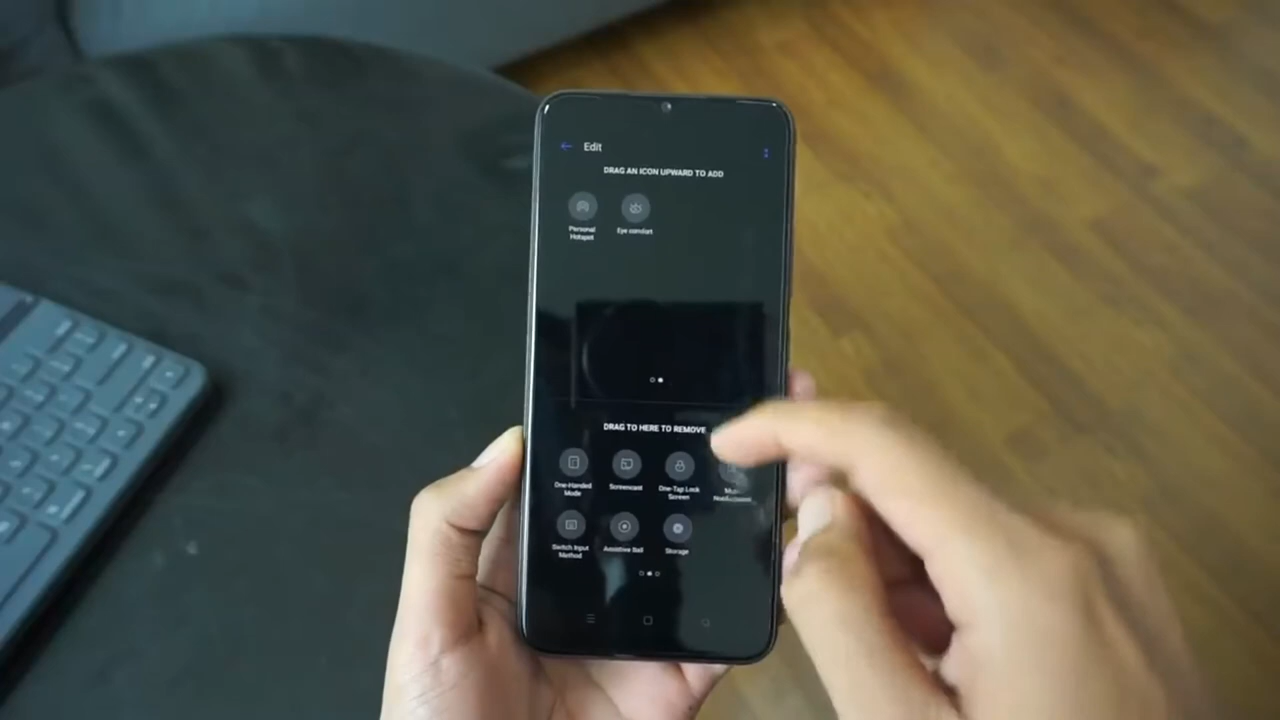 Edit
DRAG AN ICON UPWARD TO ADD
Personal
Hotspot
Eye comfort
DRAG TO HERE TO REMOVE
One-Handed
Mode
Screencast
One-Tap Lock
Screen
Switch Input
Method
Assistive Ball
Storage